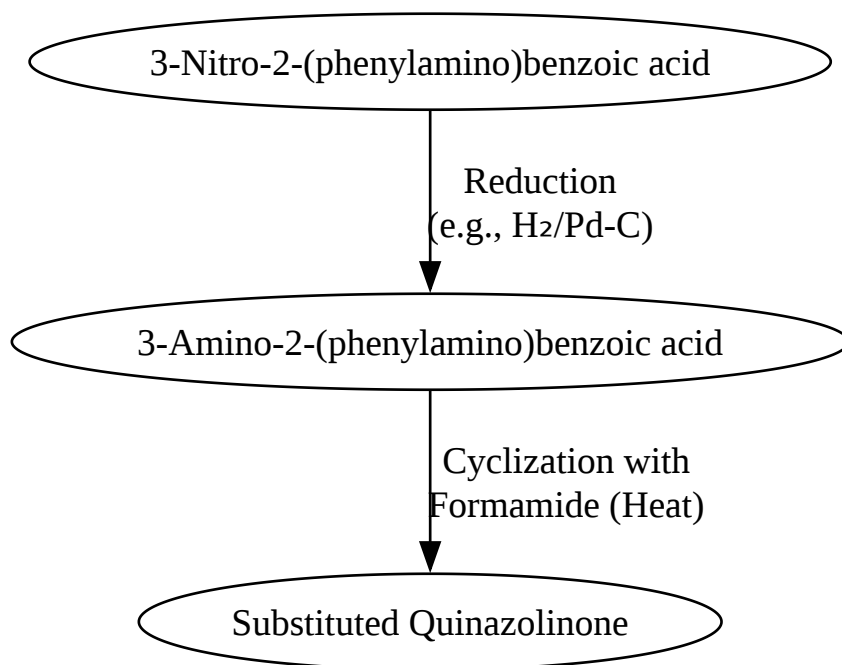 3-Nitro-2-(phenylamino)benzoic acid
Reduction
(e.g., H₂/Pd-C)
3-Amino-2-(phenylamino)benzoic acid
Cyclization with
Formamide (Heat)
Substituted Quinazolinone